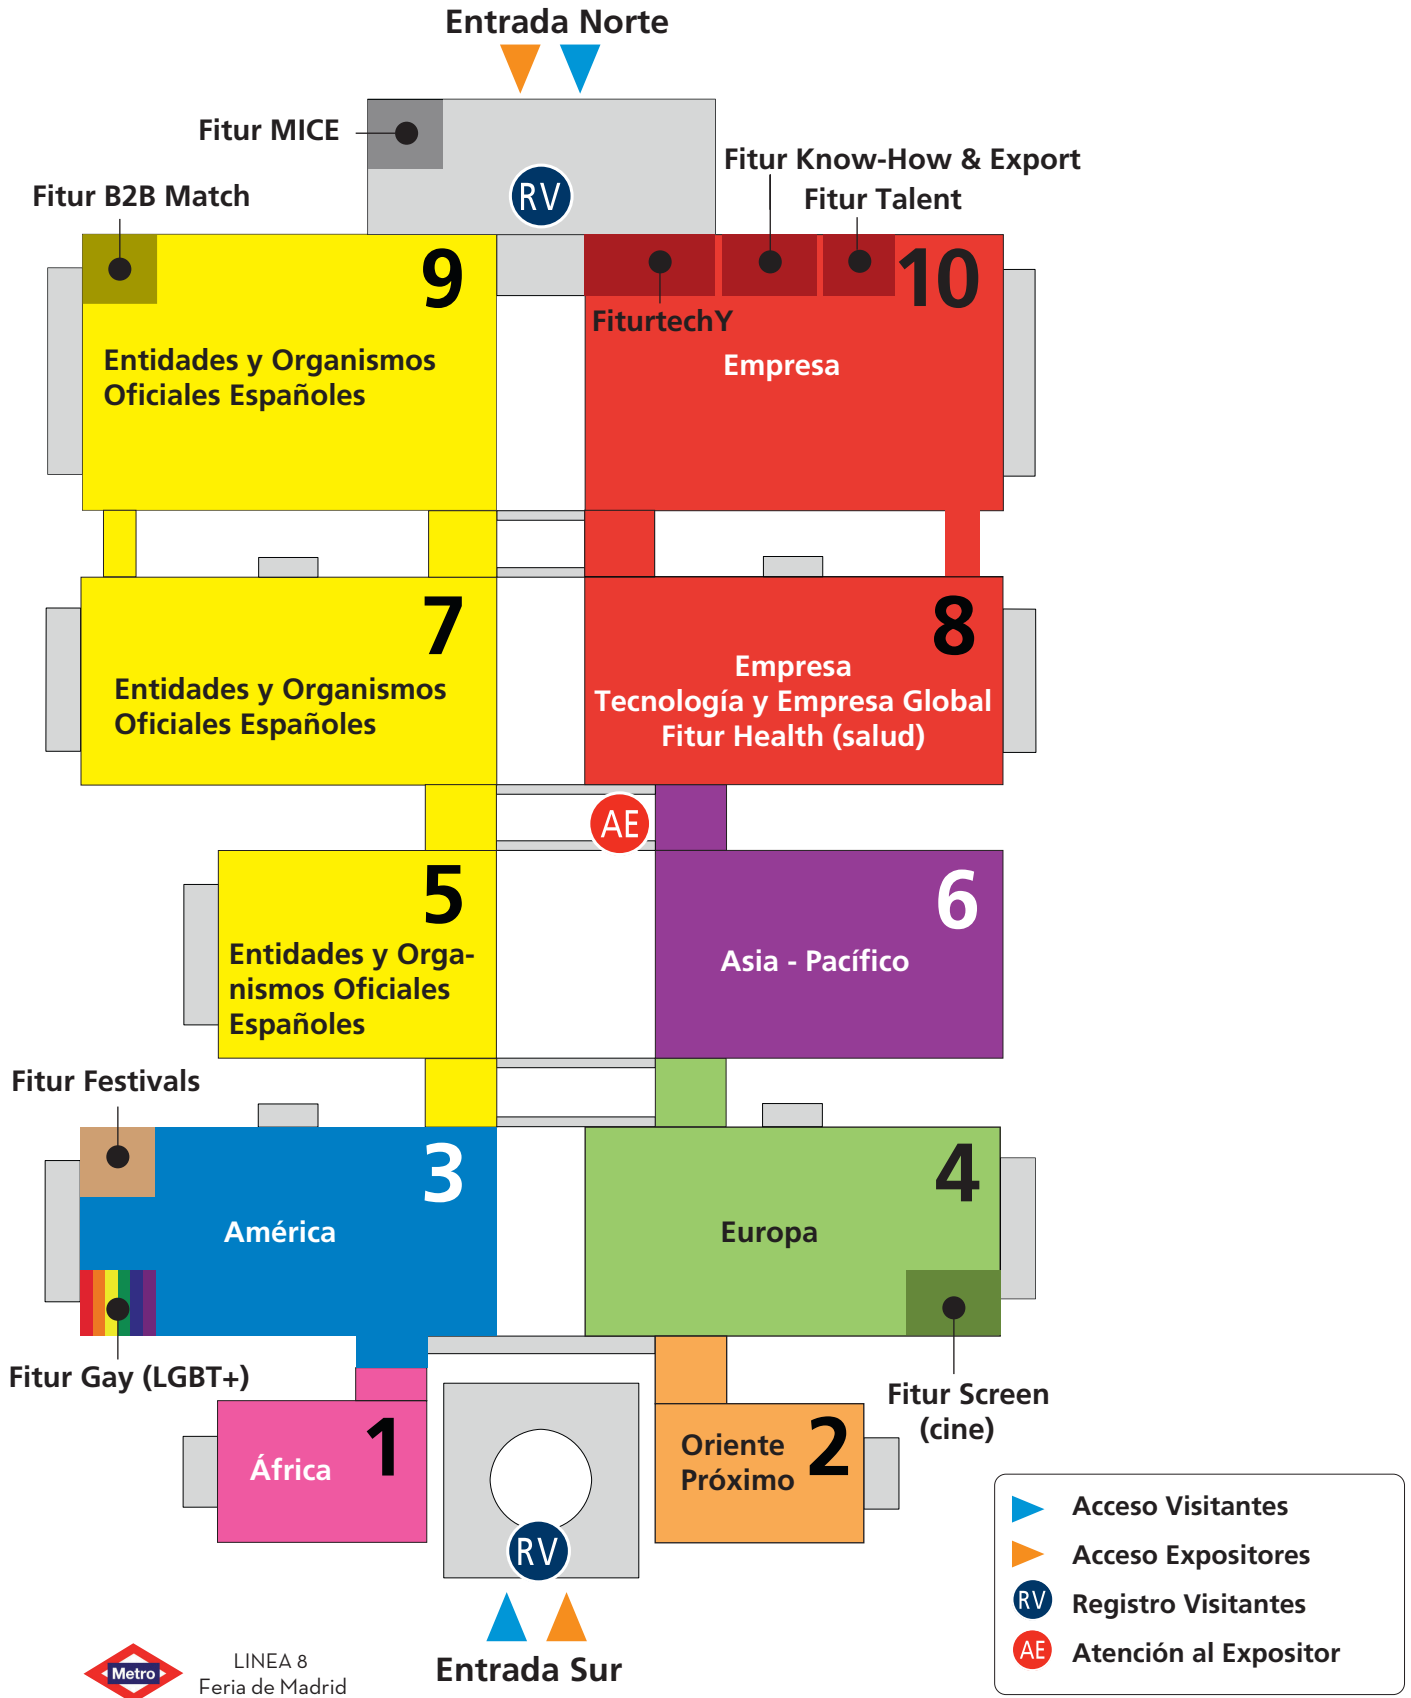 Entrada Norte
Fitur MICE
RV
Fitur Know-How & Export
Fitur Talent
Fitur B2B Match
9
10
FiturtechY
Entidades y Organismos
Oficiales Españoles
Empresa
7
8
Entidades y Organismos
Oficiales Españoles
Empresa
Tecnología y Empresa Global
Fitur Health (salud)
AE
5
6
Entidades y Orga-
nismos Oficiales
Españoles
Asia - Pacífico
Fitur Festivals
3
4
América
Europa
Fitur Gay (LGBT+)
Fitur Screen
(cine)
1
África
2
Oriente
Próximo
RV
Entrada Sur
Metro
LINEA 8
Feria de Madrid
Acceso Visitantes
Acceso Expositores
RV Registro Visitantes
AE Atención al Expositor